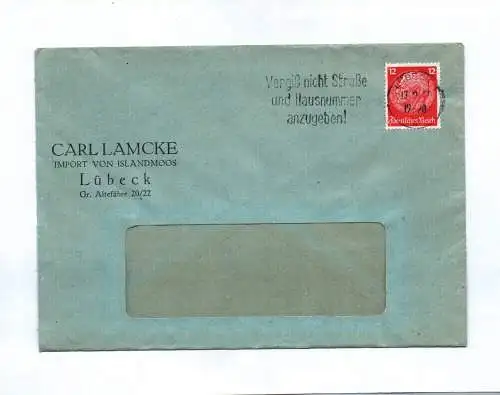 Vergiß nicht Straße
und Hausnummer
anzugeben!
12 12
Deutsches Reich
CARL LAMCKE
IMPORT VON ISLANDMOOS
Lübeck
Gr. Altefähre 20/22